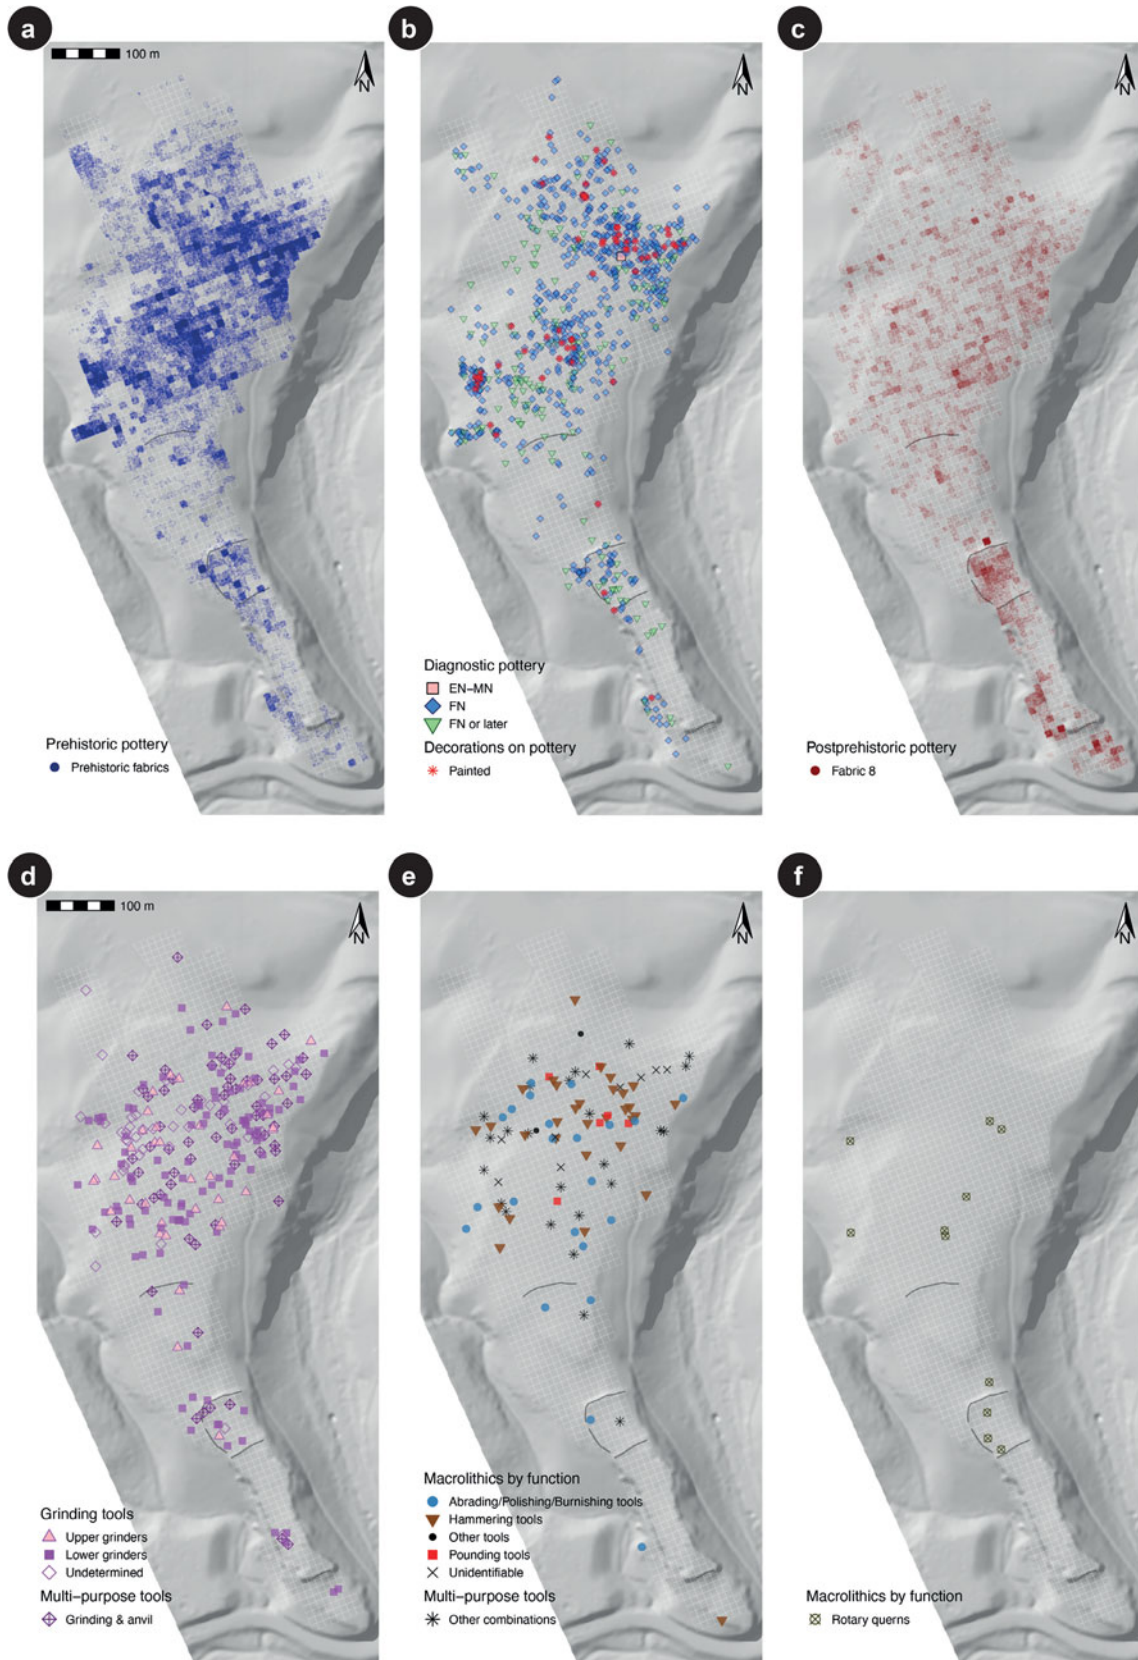 a
b
c
100 m
N
N
N
Prehistoric pottery
Prehistoric fabrics
Diagnostic pottery
EN–MN
FN
FN or later
Decorations on pottery
Painted
Postprehistoric pottery
Fabric 8
d
e
f
100 m
N
N
N
Grinding tools
Upper grinders
Lower grinders
Undetermined
Multi–purpose tools
Grinding & anvil
Macrolithics by function
Abrading/Polishing/Burnishing tools
Hammering tools
Other tools
Pounding tools
Unidentifiable
Multi–purpose tools
Other combinations
Macrolithics by function
Rotary querns